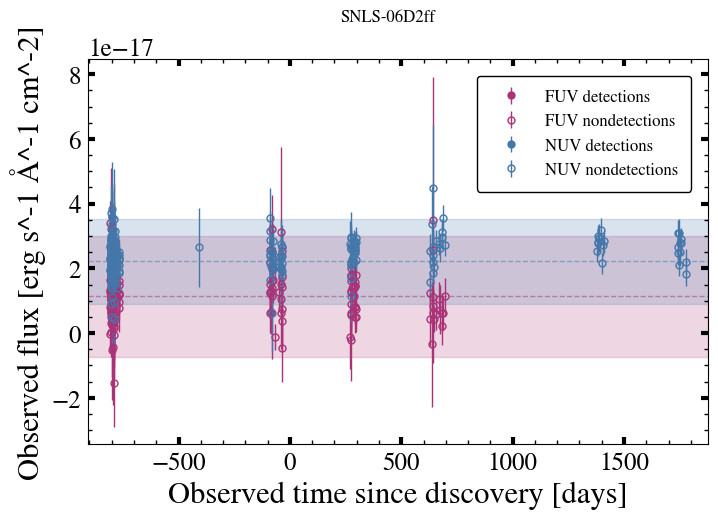 SNLS-06D2ff
1e−17
FUV detections
FUV nondetections
NUV detections
NUV nondetections
8
6
4
2
0
−2
Observed flux [erg s^-1 Å^-1 cm^-2]
−500 0 500 1000 1500
Observed time since discovery [days]